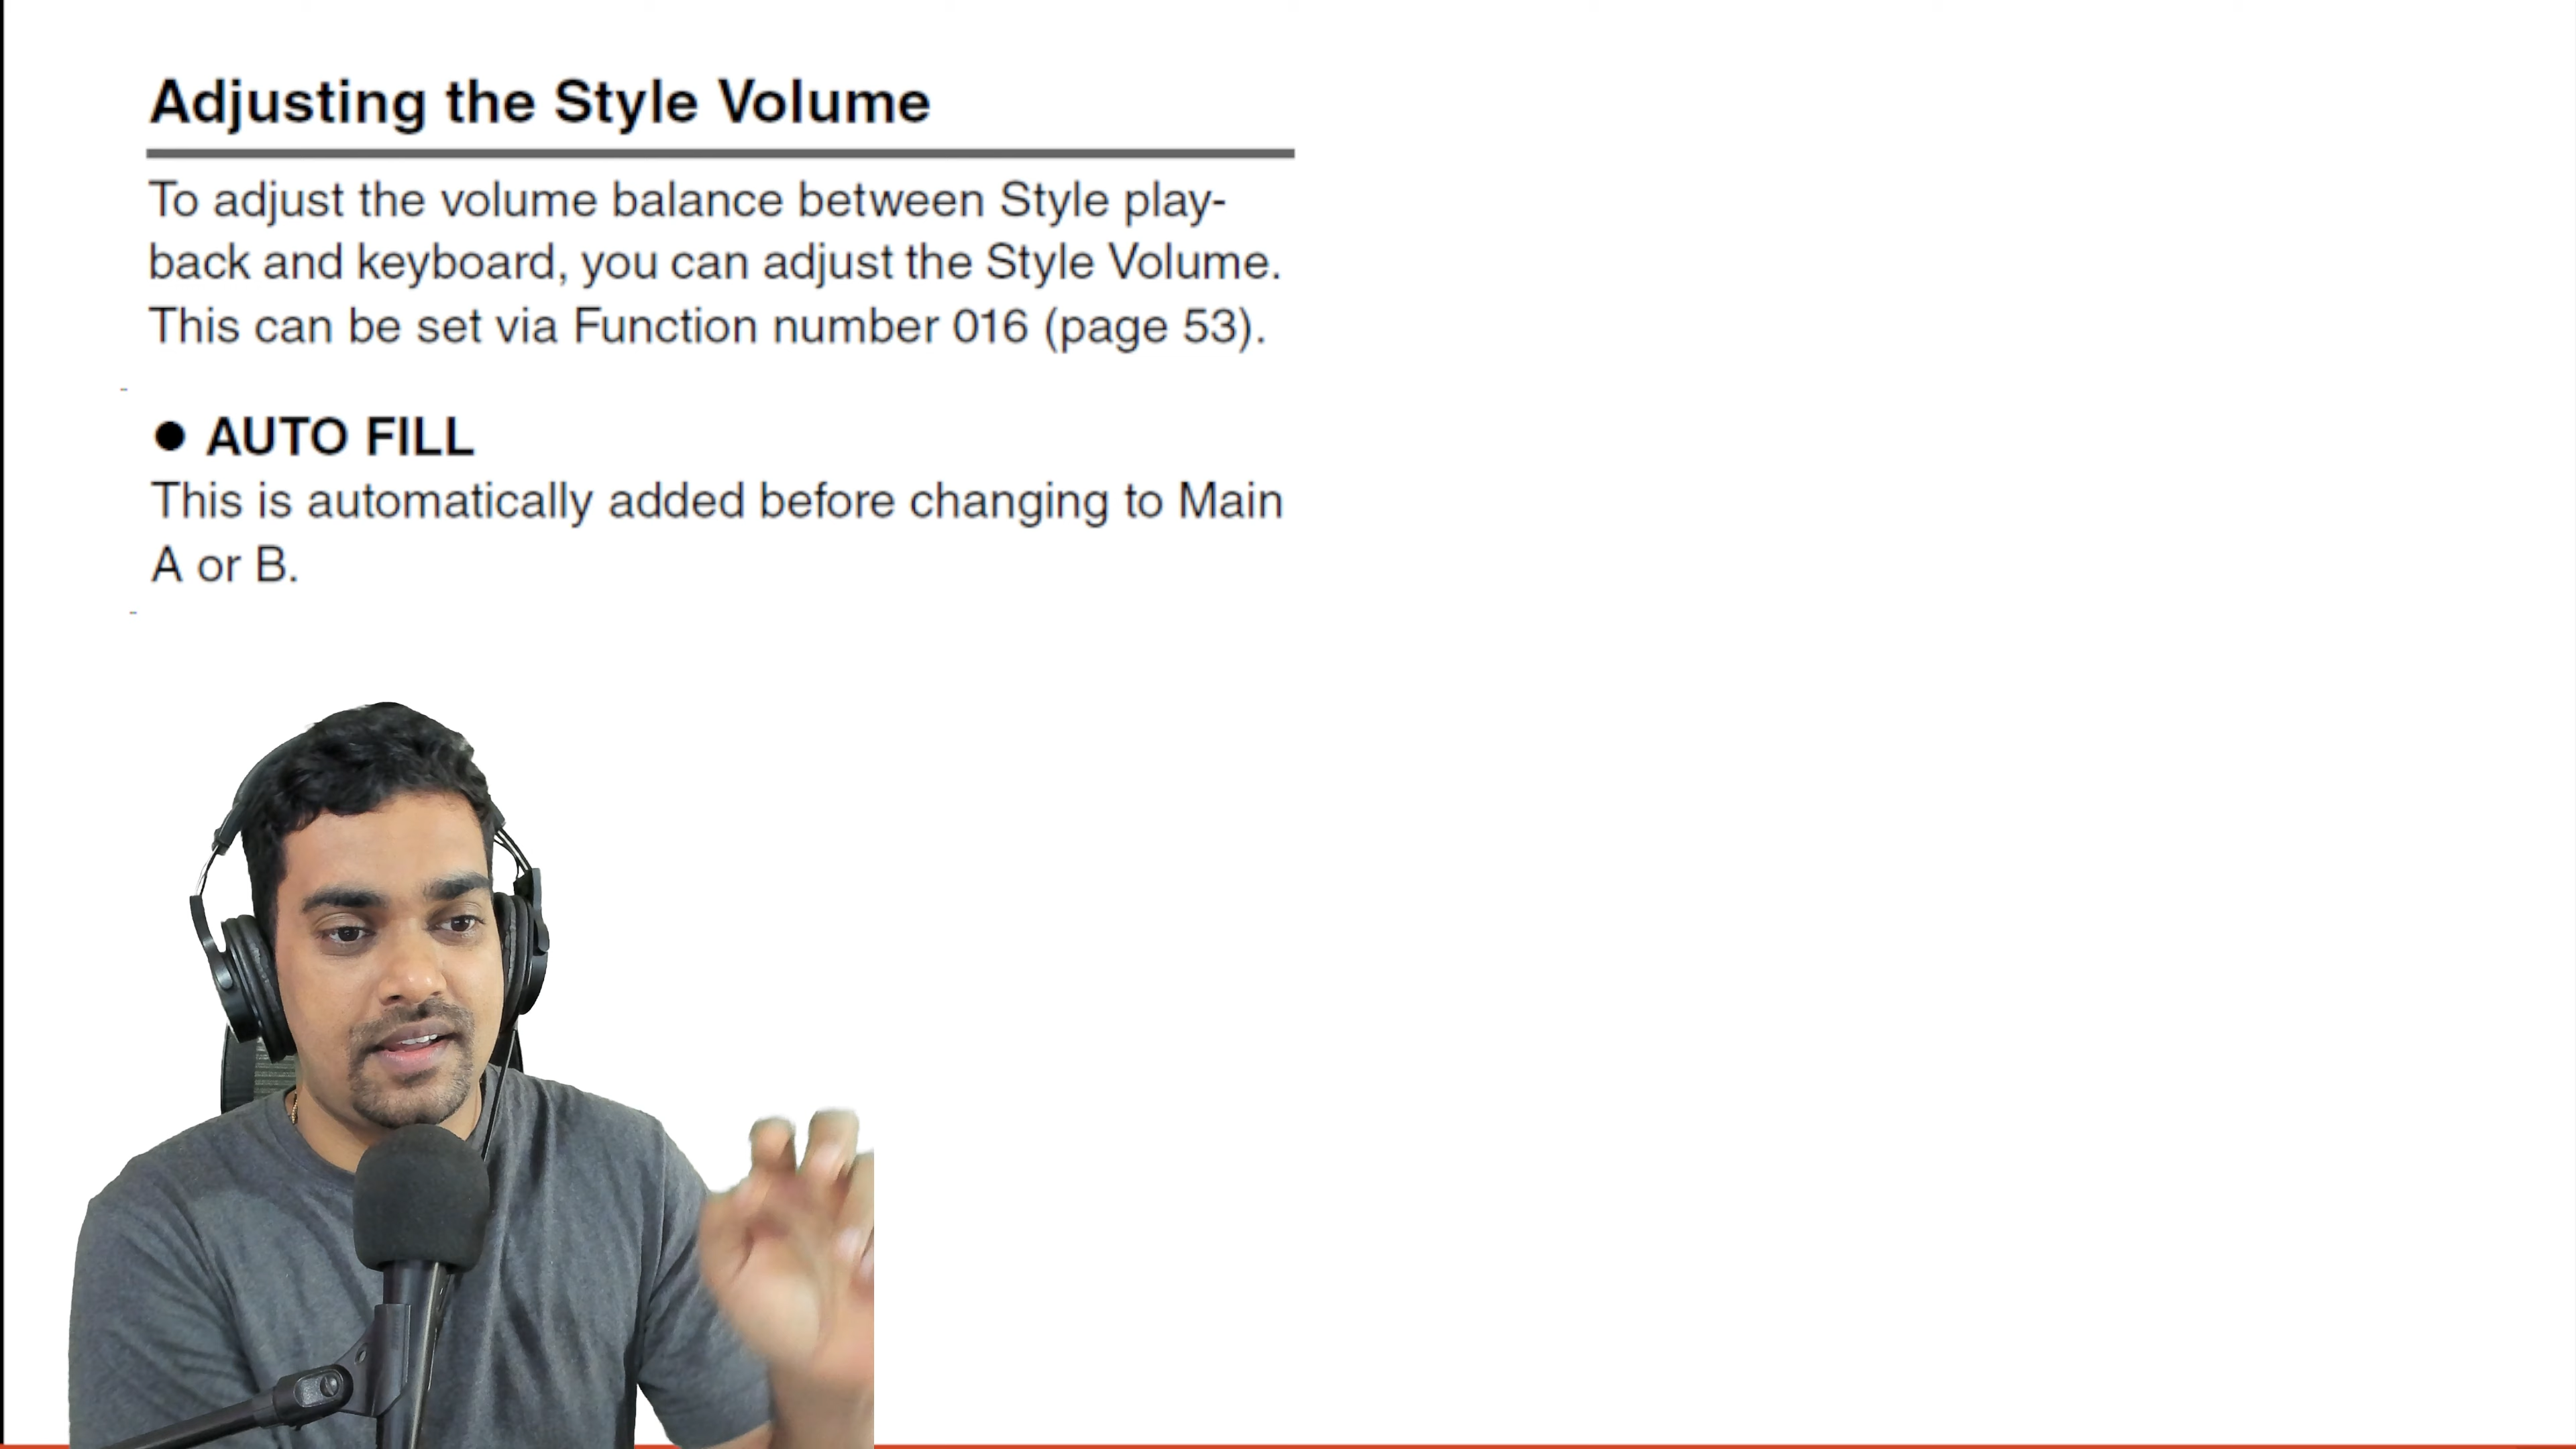 Adjusting the Style Volume
To adjust the volume balance between Style play-
back and keyboard, you can adjust the Style Volume.
This can be set via Function number 016 (page 53).
● AUTO FILL
This is automatically added before changing to Main
A or B.